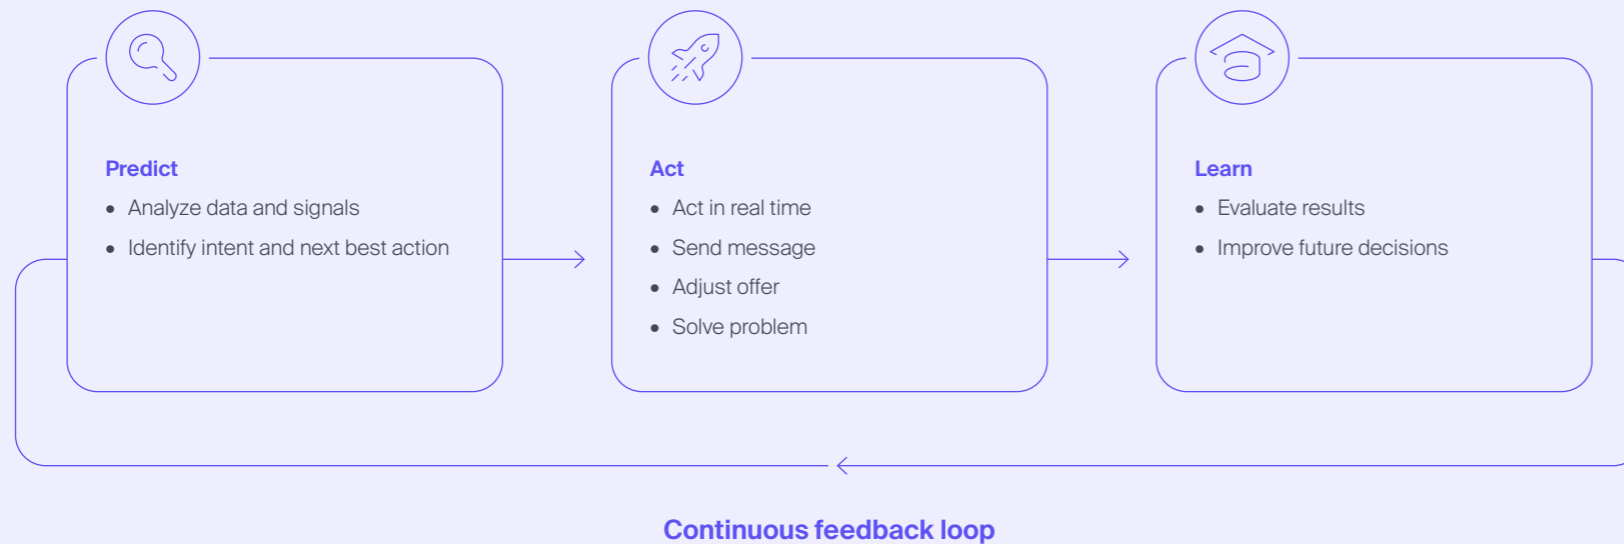 Predict
• Analyze data and signals
• Identify intent and next best action
Act
• Act in real time
• Send message
• Adjust offer
• Solve problem
Learn
• Evaluate results
• Improve future decisions
Continuous feedback loop